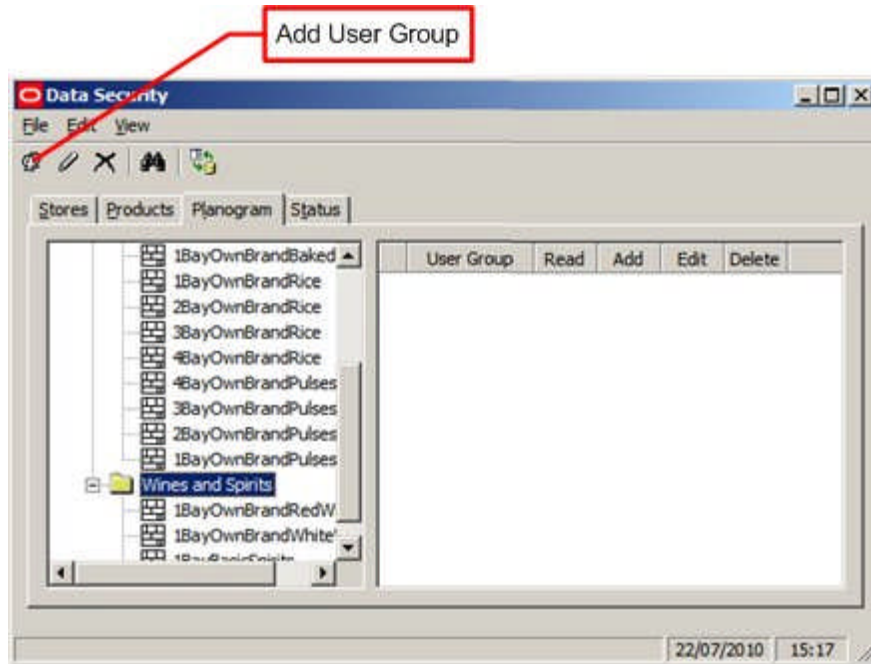 Add User Group
Data Security
File Edit View
Stores Products Planogram Status
1BayOwnBrandBaked
1BayOwnBrandRice
2BayOwnBrandRice
3BayOwnBrandRice
4BayOwnBrandRice
4BayOwnBrandPulses
3BayOwnBrandPulses
2BayOwnBrandPulses
1BayOwnBrandPulses
Wines and Spirits
1BayOwnBrandRedW
1BayOwnBrandWhite
1BayBasicSpirits
User Group Read Add Edit Delete
22/07/2010 15:17